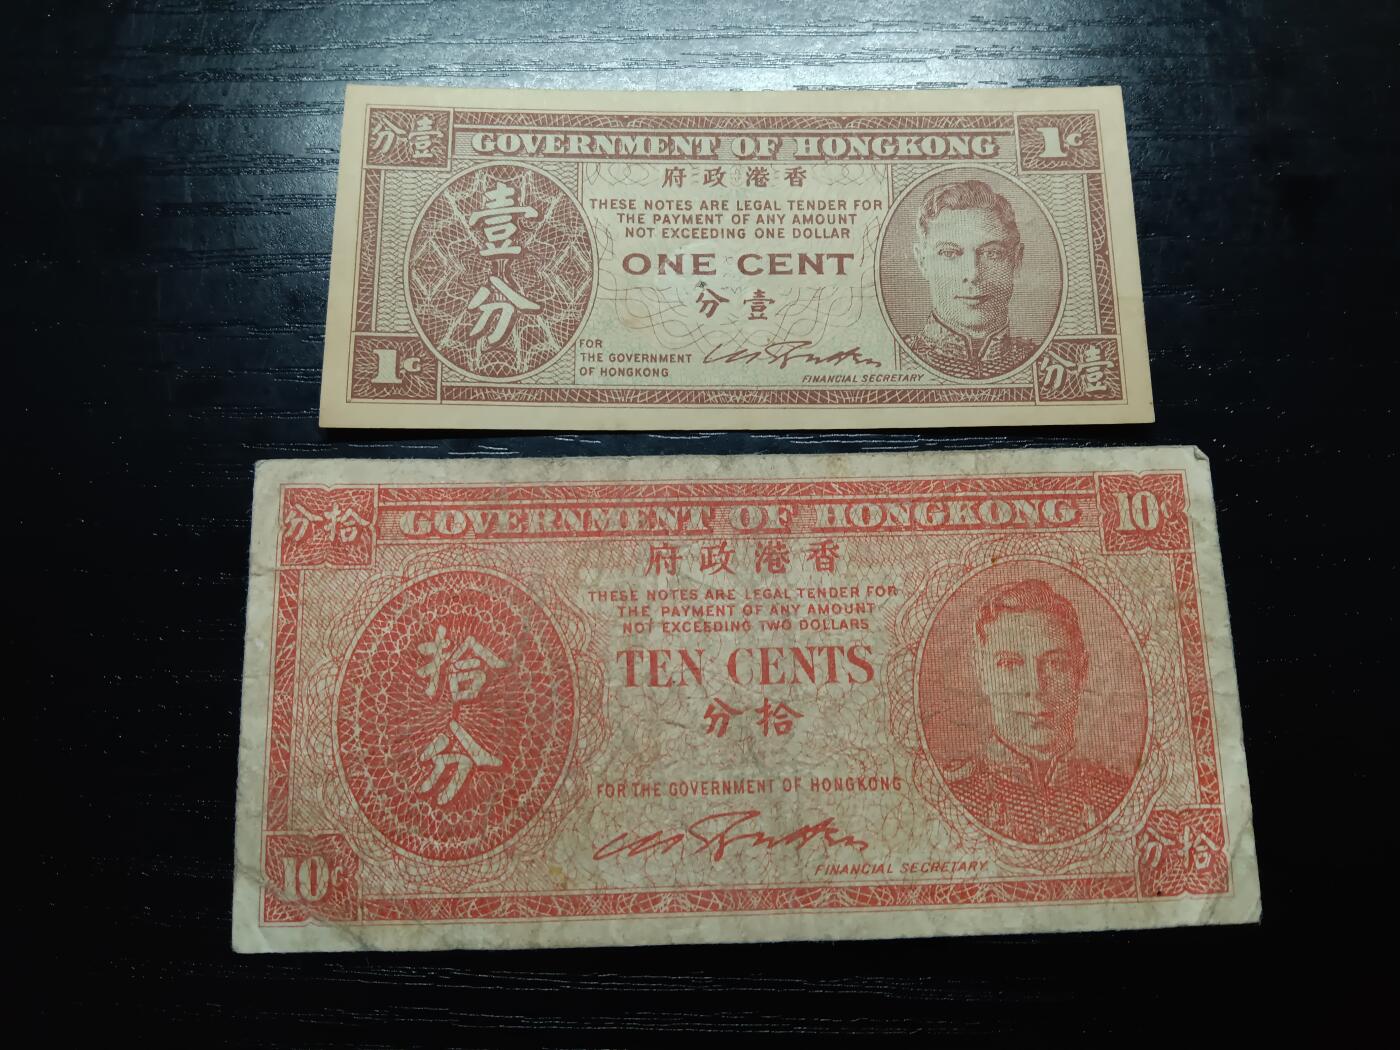 分壹
GOVERNMENT OF HONGKONG
1c
府政港香
THESE NOTES ARE LEGAL TENDER FOR
THE PAYMENT OF ANY AMOUNT
NOT EXCEEDING ONE DOLLAR
壹
分
ONE CENT
分壹
FOR
THE GOVERNMENT
OF HONGKONG
FINANCIAL SECRETARY
1c
分壹
分拾
GOVERNMENT OF HONGKONG
10c
府政港香
THESE NOTES ARE LEGAL TENDER FOR
THE PAYMENT OF ANY AMOUNT
NOT EXCEEDING TWO DOLLARS
拾
分
TEN CENTS
分拾
FOR THE GOVERNMENT OF HONGKONG
FINANCIAL SECRETARY
10c
分拾